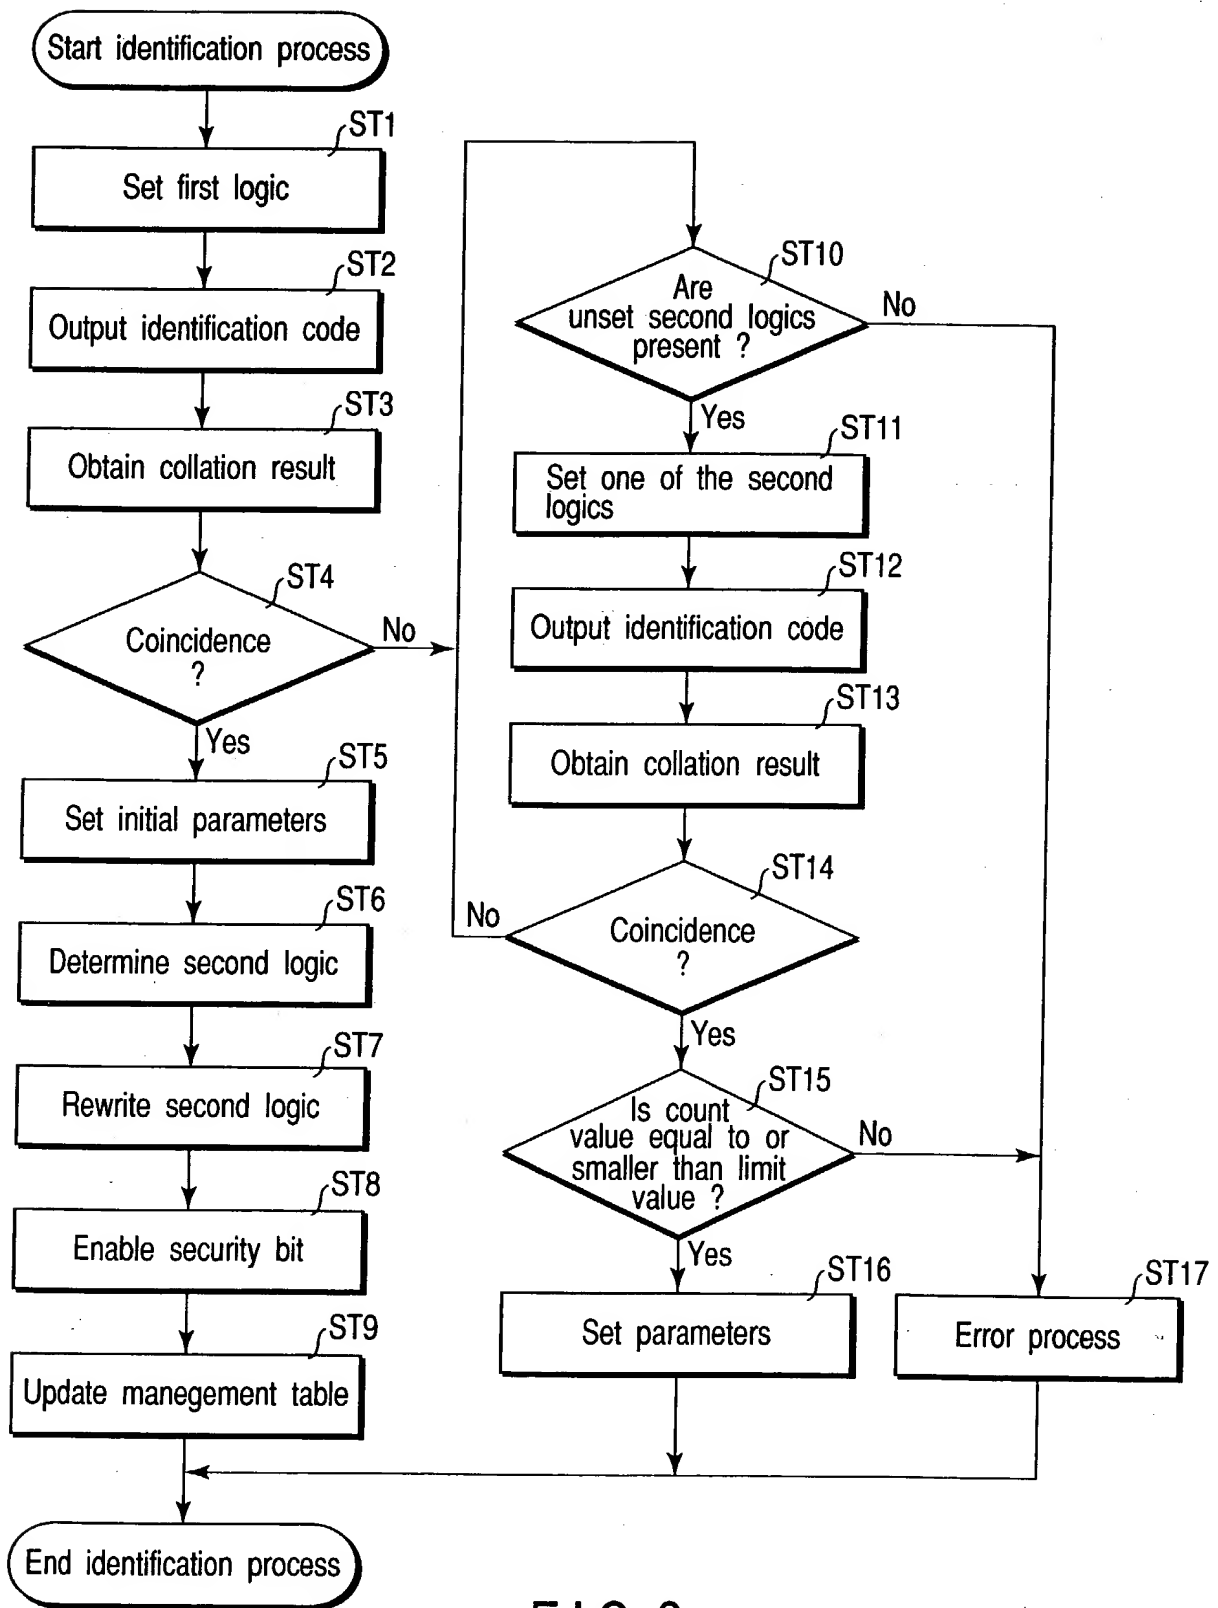 Start identification process
ST1
Set first logic
ST2
Output identification code
ST3
Obtain collation result
ST4
Coincidence
?
No
Yes
ST5
Set initial parameters
ST6
Determine second logic
ST7
Rewrite second logic
ST8
Enable security bit
ST9
Update manegement table
End identification process
ST10
Are
unset second logics
present ?
No
Yes
ST11
Set one of the second
logics
ST12
Output identification code
ST13
Obtain collation result
ST14
Coincidence
?
No
Yes
ST15
Is count
value equal to or
smaller than limit
value ?
No
Yes
ST16
Set parameters
ST17
Error process